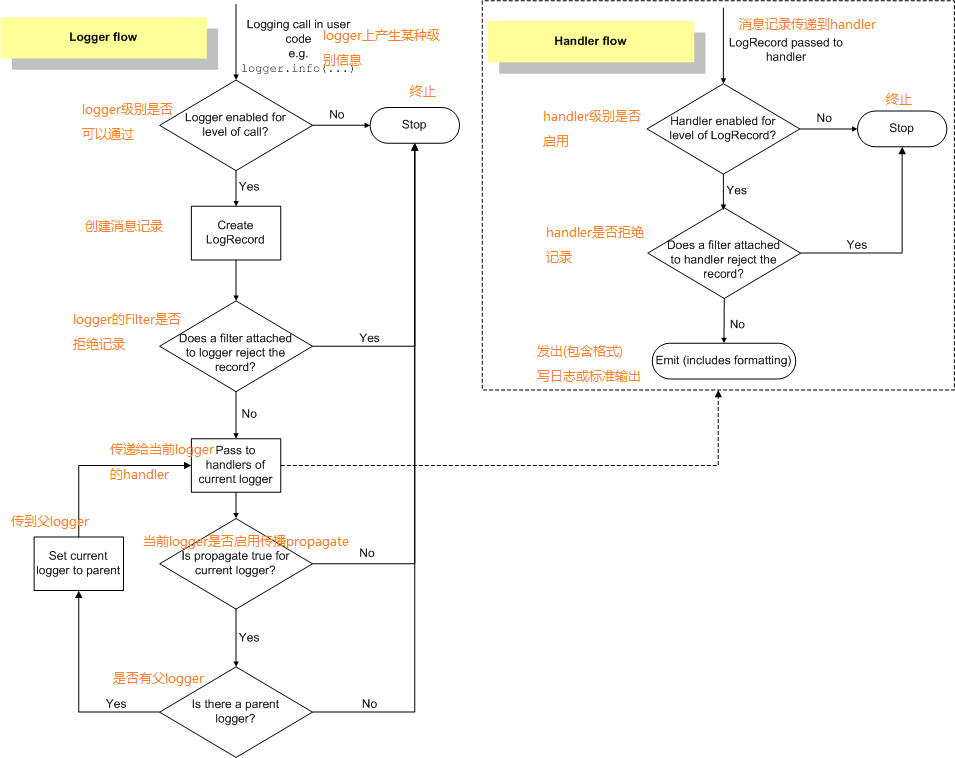 Logger flow
Logging call in user
code
e.g.
logger.info(...)
logger上产生某种级
别信息
logger级别是否
可以通过
Logger enabled for
level of call?
No
终止
Stop
Yes
创建消息记录
Create
LogRecord
logger的Filter是否
拒绝记录
Does a filter attached
to logger reject the
record?
Yes
No
传递给当前logger
的handler
Pass to
handlers of
current logger
传到父logger
Set current
logger to parent
当前logger是否启用传播propagate
Is propagate true for
current logger?
No
Yes
是否有父logger
Is there a parent
logger?
Yes
No
Handler flow
消息记录传递到handler
LogRecord passed to
handler
handler级别是否
启用
Handler enabled for
level of LogRecord?
No
终止
Stop
Yes
handler是否拒绝
记录
Does a filter attached
to handler reject the
record?
Yes
No
发出(包含格式)
写日志或标准输出
Emit (includes formatting)